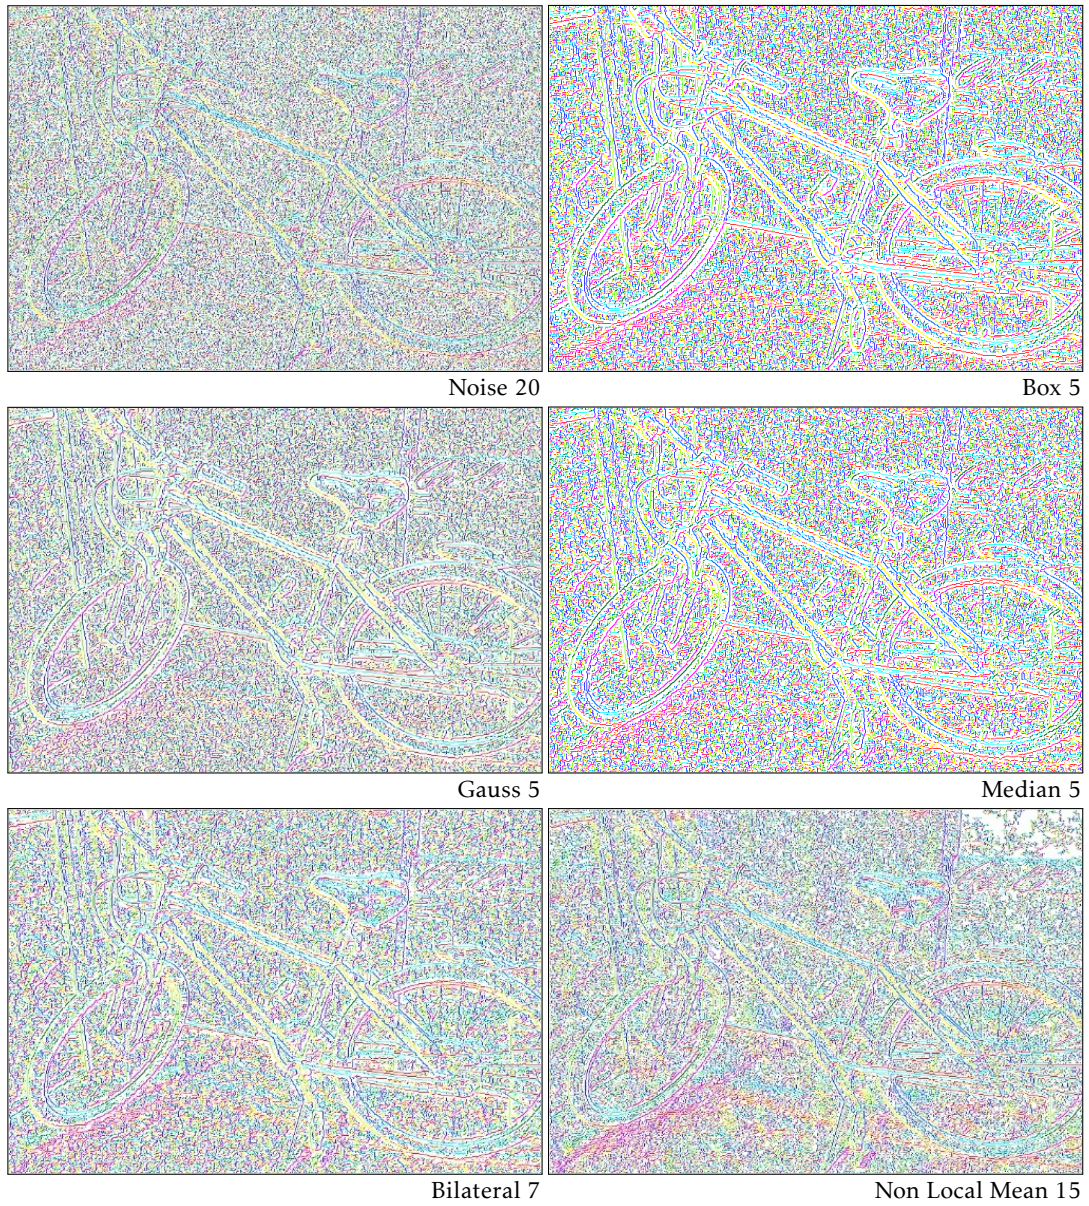 Noise 20
Box 5
Gauss 5
Median 5
Bilateral 7
Non Local Mean 15